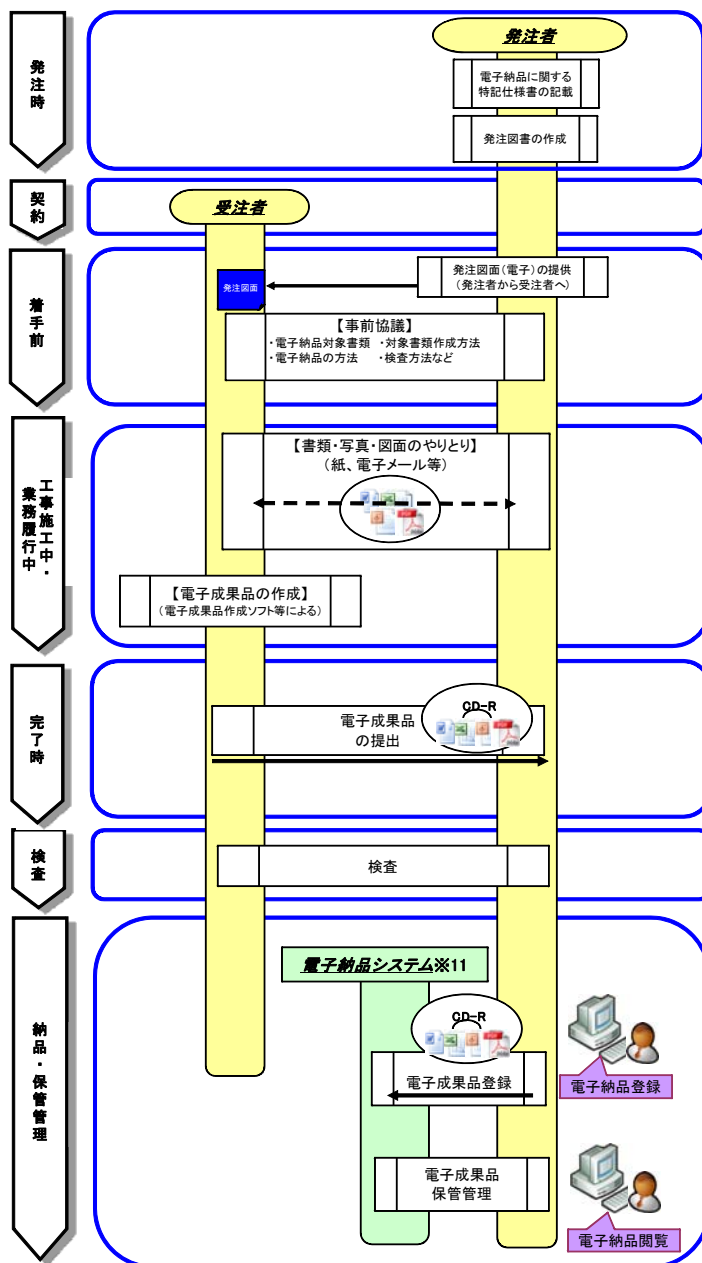 発注時
発注者
電子納品に関する
特記仕様書の記載
発注図書の作成
契約
受注者
着手前
発注図面(電子)の提供
(発注者から受注者へ)
発注図面
【事前協議】
・電子納品対象書類 ・対象書類作成方法
・電子納品の方法 ・検査方法など
工事施工中・
業務履行中
【書類・写真・図面のやりとり】
(紙、電子メール等)
【電子成果品の作成】
(電子成果品作成ソフト等による)
完了時
CD-R
電子成果品
の提出
検査
検査
納品・保管管理
電子納品システム※11
CD-R
電子成果品登録
電子納品登録
電子成果品
保管管理
電子納品閲覧